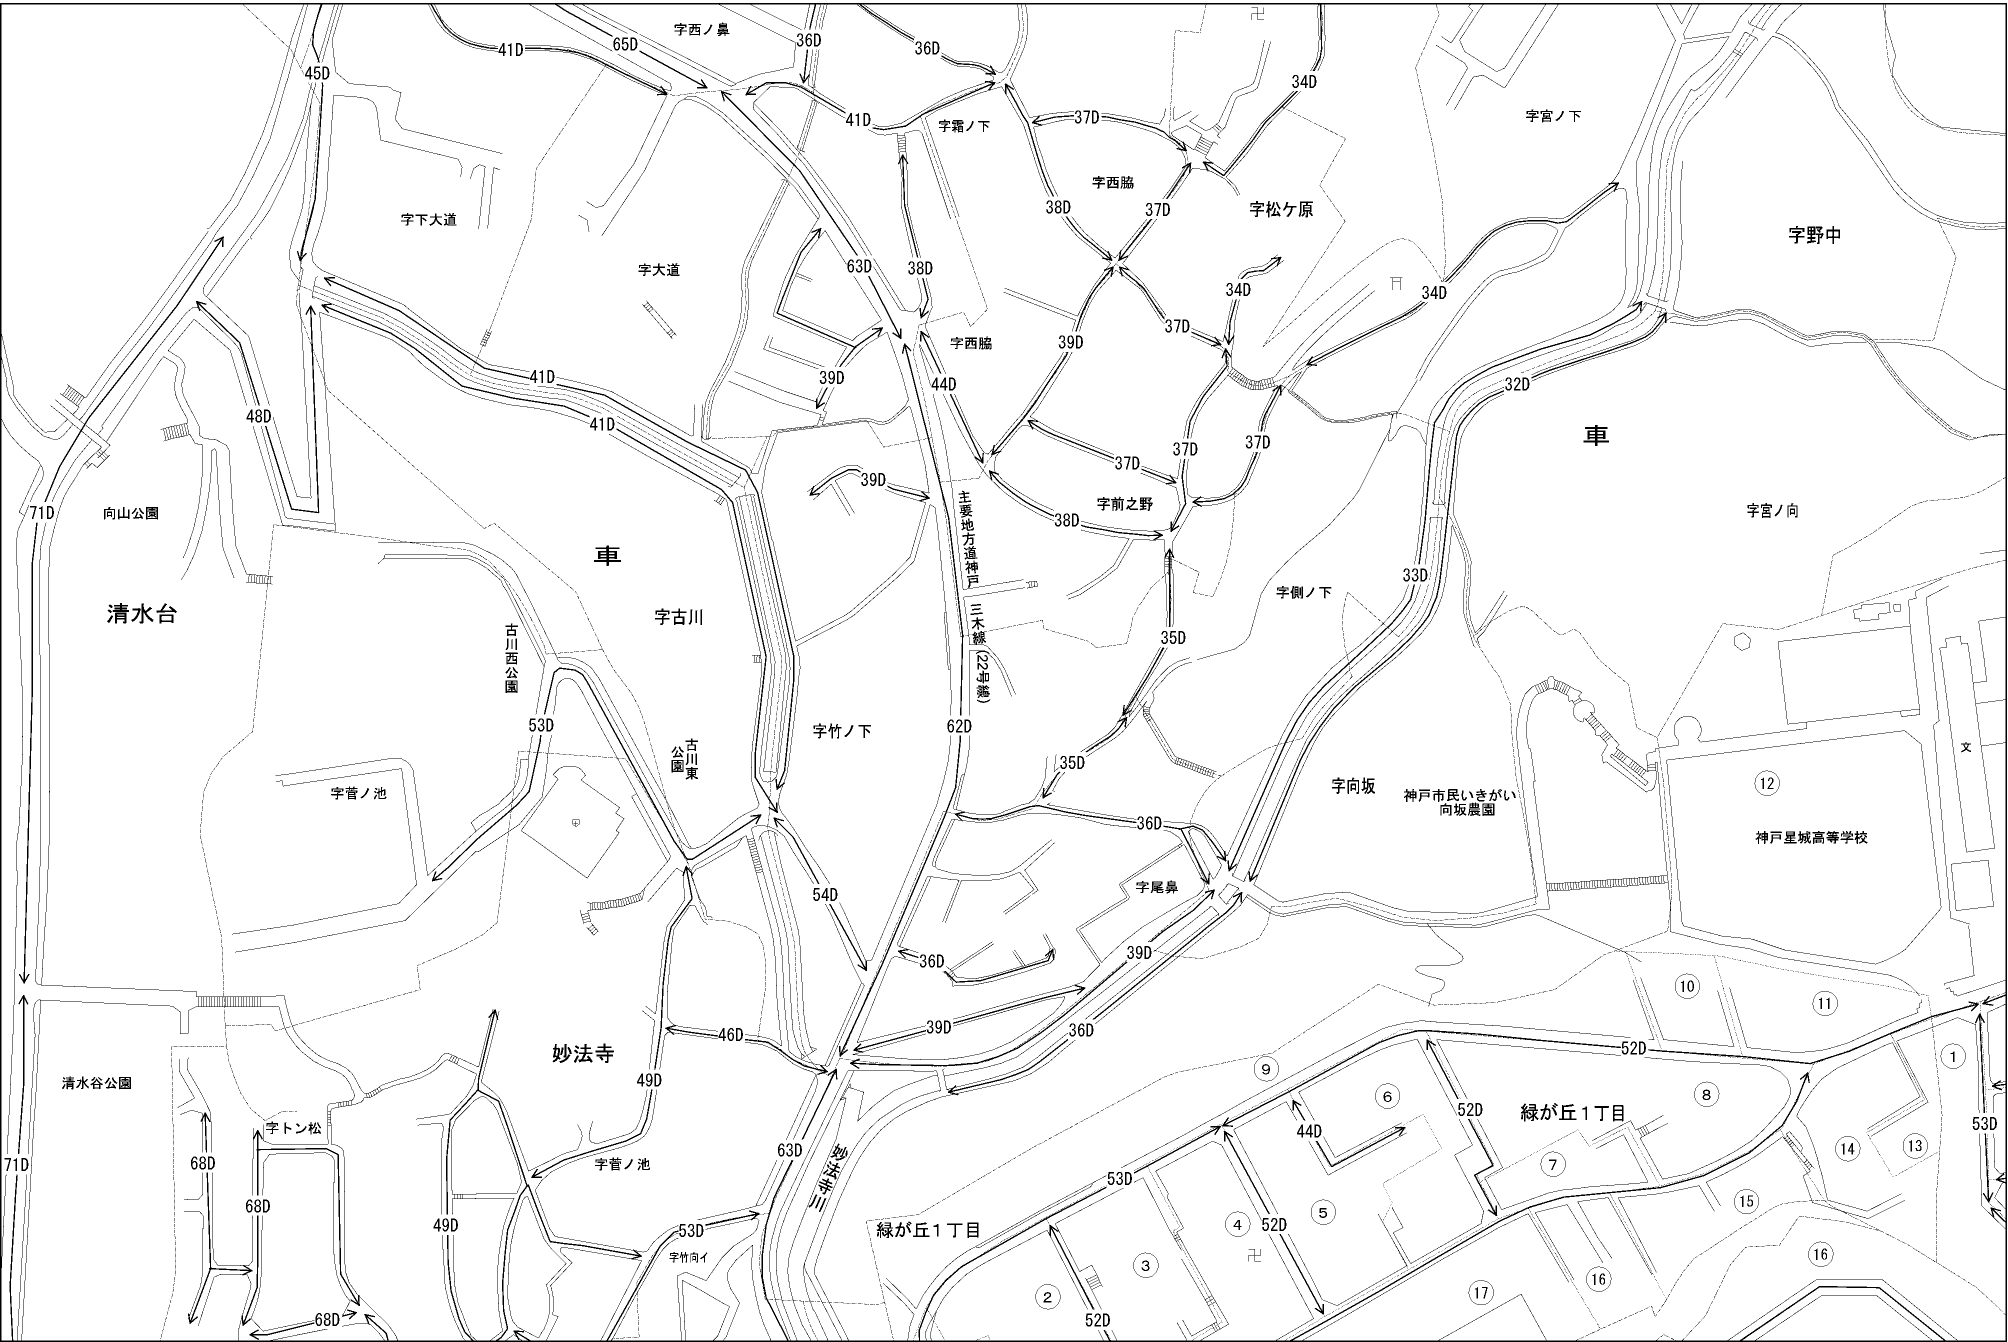 字西ノ鼻
36D
65D
41D
36D
45D
34D
41D
37D
字霜ノ下
字宮ノ下
字西脇
38D
37D
字松ケ原
字下大道
字野中
字大道
63D
38D
34D
34D
37D
39D
字西脇
41D
39D
44D
32D
48D
41D
車
37D
37D
37D
39D
71D
向山公園
字前之野
38D
字宮ノ向
主要地方道神戸三木線(22号線)
車
33D
字側ノ下
清水台
字古川
35D
古川西公園
53D
62D
字竹ノ下
文
古川東公園
35D
字菅ノ池
字向坂
神戸市民いきがい
向坂農園
⑫
36D
神戸星城高等学校
54D
字尾鼻
36D
39D
⑩
⑪
39D
36D
46D
妙法寺
52D
①
49D
⑨
清水谷公園
⑥
⑧
52D
緑が丘1丁目
字トン松
44D
53D
⑭
⑬
71D
68D
63D
妙法寺川
字菅ノ池
⑦
53D
68D
49D
53D
緑が丘1丁目
④
52D
⑤
⑮
字竹向イ
③
⑯
⑯
②
⑰
68D
52D